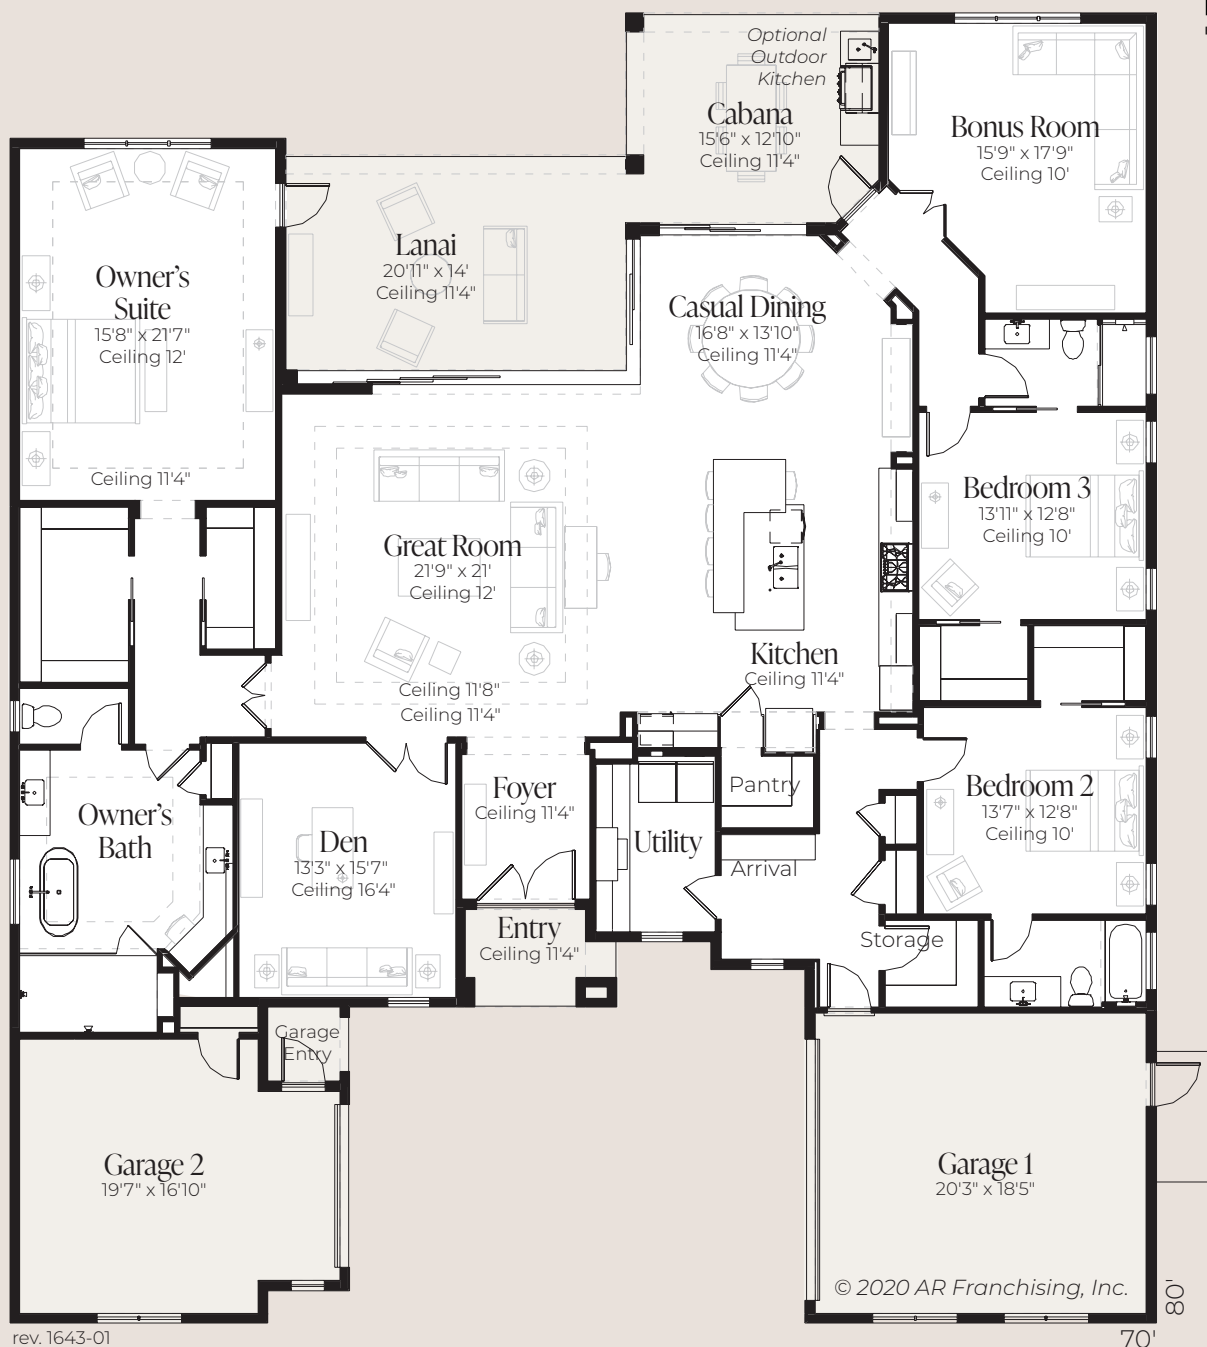 Optional
Outdoor
Kitchen
Cabana
15'6" x 12'10"
Ceiling 11'4"
Bonus Room
15'9" x 17'9"
Ceiling 10'
Owner's
Suite
15'8" x 21'7"
Ceiling 12'
Ceiling 11'4"
Lanai
20'11" x 14'
Ceiling 11'4"
Casual Dining
16'8" x 13'10"
Ceiling 11'4"
Great Room
21'9" x 21'
Ceiling 12'
Ceiling 11'8"
Ceiling 11'4"
Bedroom 3
13'11" x 12'8"
Ceiling 10'
Kitchen
Ceiling 11'4"
Owner's
Bath
Den
13'3" x 15'7"
Ceiling 16'4"
Foyer
Ceiling 11'4"
Utility
Pantry
Arrival
Bedroom 2
13'7" x 12'8"
Ceiling 10'
Entry
Ceiling 11'4"
Storage
Garage
Entry
Garage 2
19'7" x 16'10"
Garage 1
20'3" x 18'5"
© 2020 AR Franchising, Inc.
80'
rev. 1643-01
70'